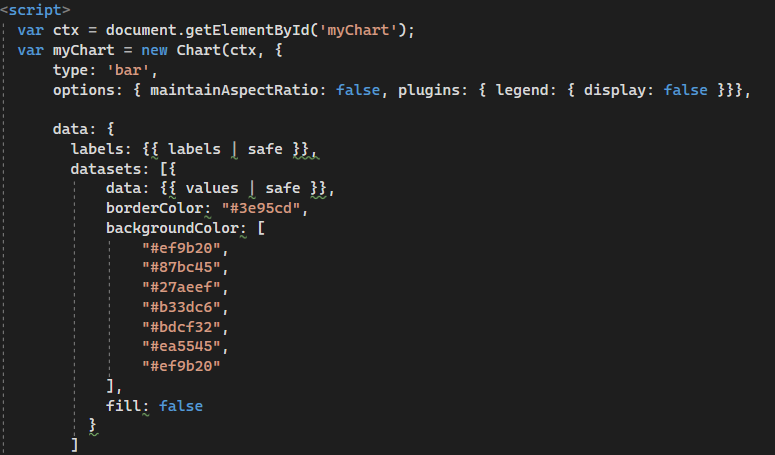 <script>
var ctx = document.getElementById('myChart');
var myChart = new Chart(ctx, {
type: 'bar',
options: { maintainAspectRatio: false, plugins: { legend: { display: false }}},
data: {
labels: {{ labels | safe }},
datasets: [{
data: {{ values | safe }},
borderColor: "#3e95cd",
backgroundColor: [
"#ef9b20",
"#87bc45",
"#27aeef",
"#b33dc6",
"#bdcf32",
"#ea5545",
"#ef9b20"
],
fill: false
}
]